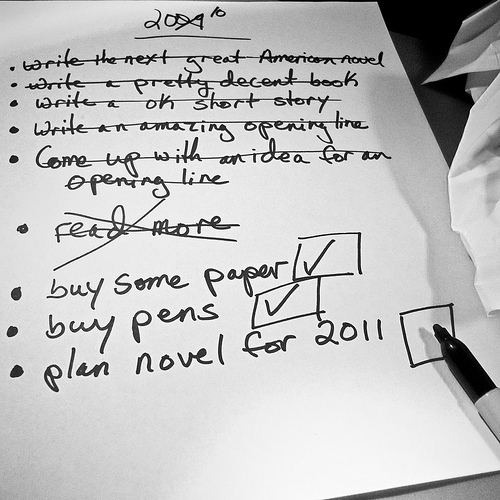 2009 10
• write the next great American novel
• write a pretty decent book
• write a ok short story
• write an amazing opening line
• Come up with an idea for an
opening line
• read more
• buy some paper ✓
• buy pens ✓
• plan novel for 2011